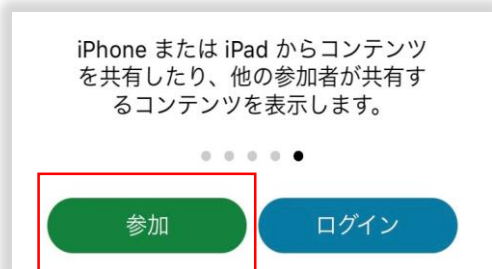 iPhone または iPad からコンテンツ
を共有したり、他の参加者が共有す
るコンテンツを表示します。
参加
ログイン